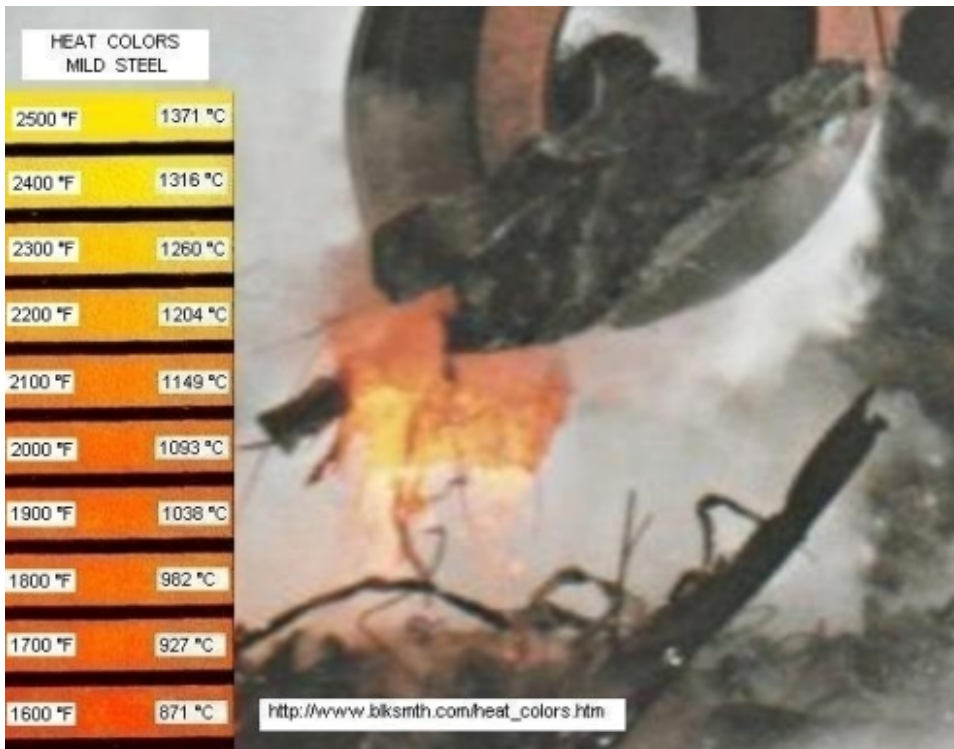 HEAT COLORS
MILD STEEL
2500 °F 1371 °C
2400 °F 1316 °C
2300 °F 1260 °C
2200 °F 1204 °C
2100 °F 1149 °C
2000 °F 1093 °C
1900 °F 1038 °C
1800 °F 982 °C
1700 °F 927 °C
1600 °F 871 °C
http://www.blksmth.com/heat_colors.htm